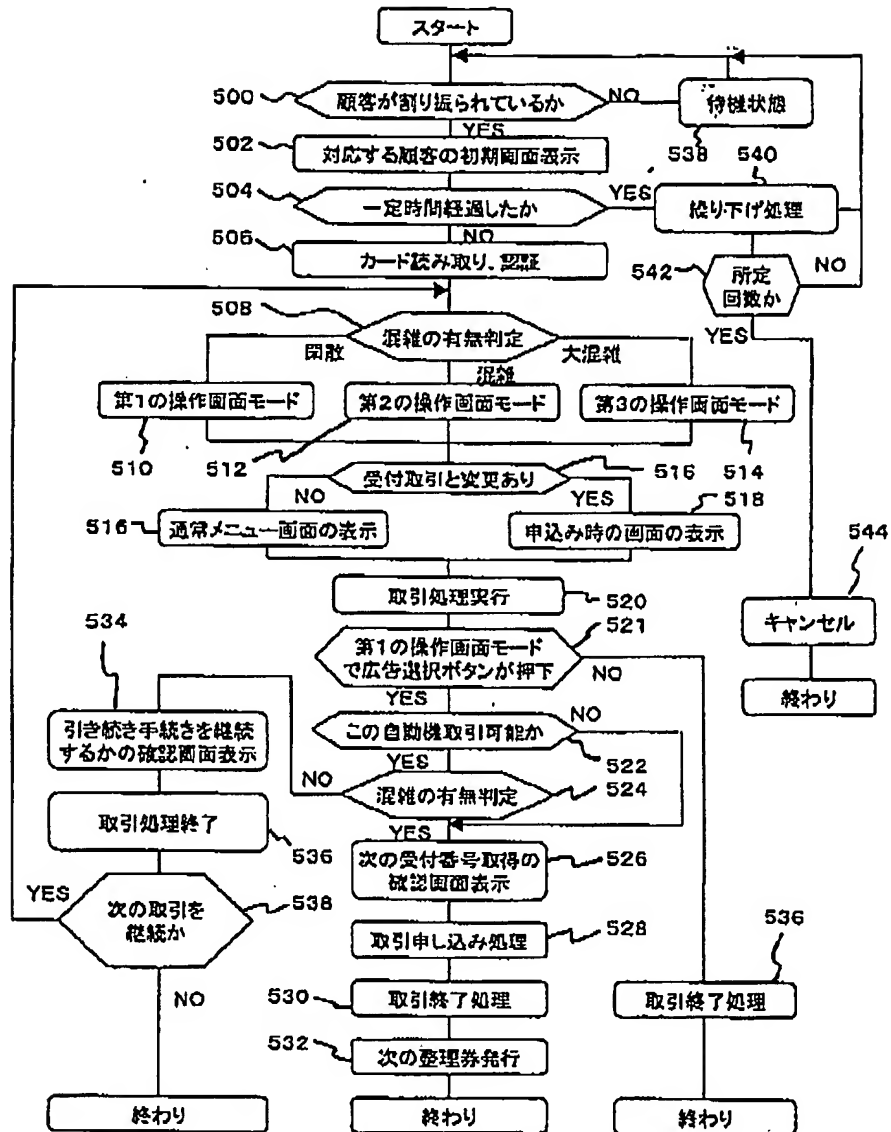 スタート
500
顧客が割り振られているか
NO
待機状態
538
YES
502
対応する顧客の初期画面表示
540
504
一定時間経過したか
YES
繰り下げ処理
NO
506
カード読み取り、認証
542
所定
回数か
NO
YES
508
混雑の有無判定
閑散
混雑
大混雑
第1の操作画面モード
第2の操作画面モード
第3の操作画面モード
510
512
514
受付取引と変更あり
516
NO
YES
518
516
通常メニュー画面の表示
申込み時の画面の表示
544
取引処理実行
520
キャンセル
終わり
534
第1の操作画面モード
で広告選択ボタンが押下
521
NO
YES
引き続き手続きを継続
するかの確認画面表示
この自動機取引可能か
NO
522
YES
NO
混雑の有無判定
524
YES
取引処理終了
536
次の受付番号取得の
確認画面表示
526
YES
次の取引を
継続か
538
取引申し込み処理
528
536
NO
530
取引終了処理
取引終了処理
532
次の整理券発行
終わり
終わり
終わり